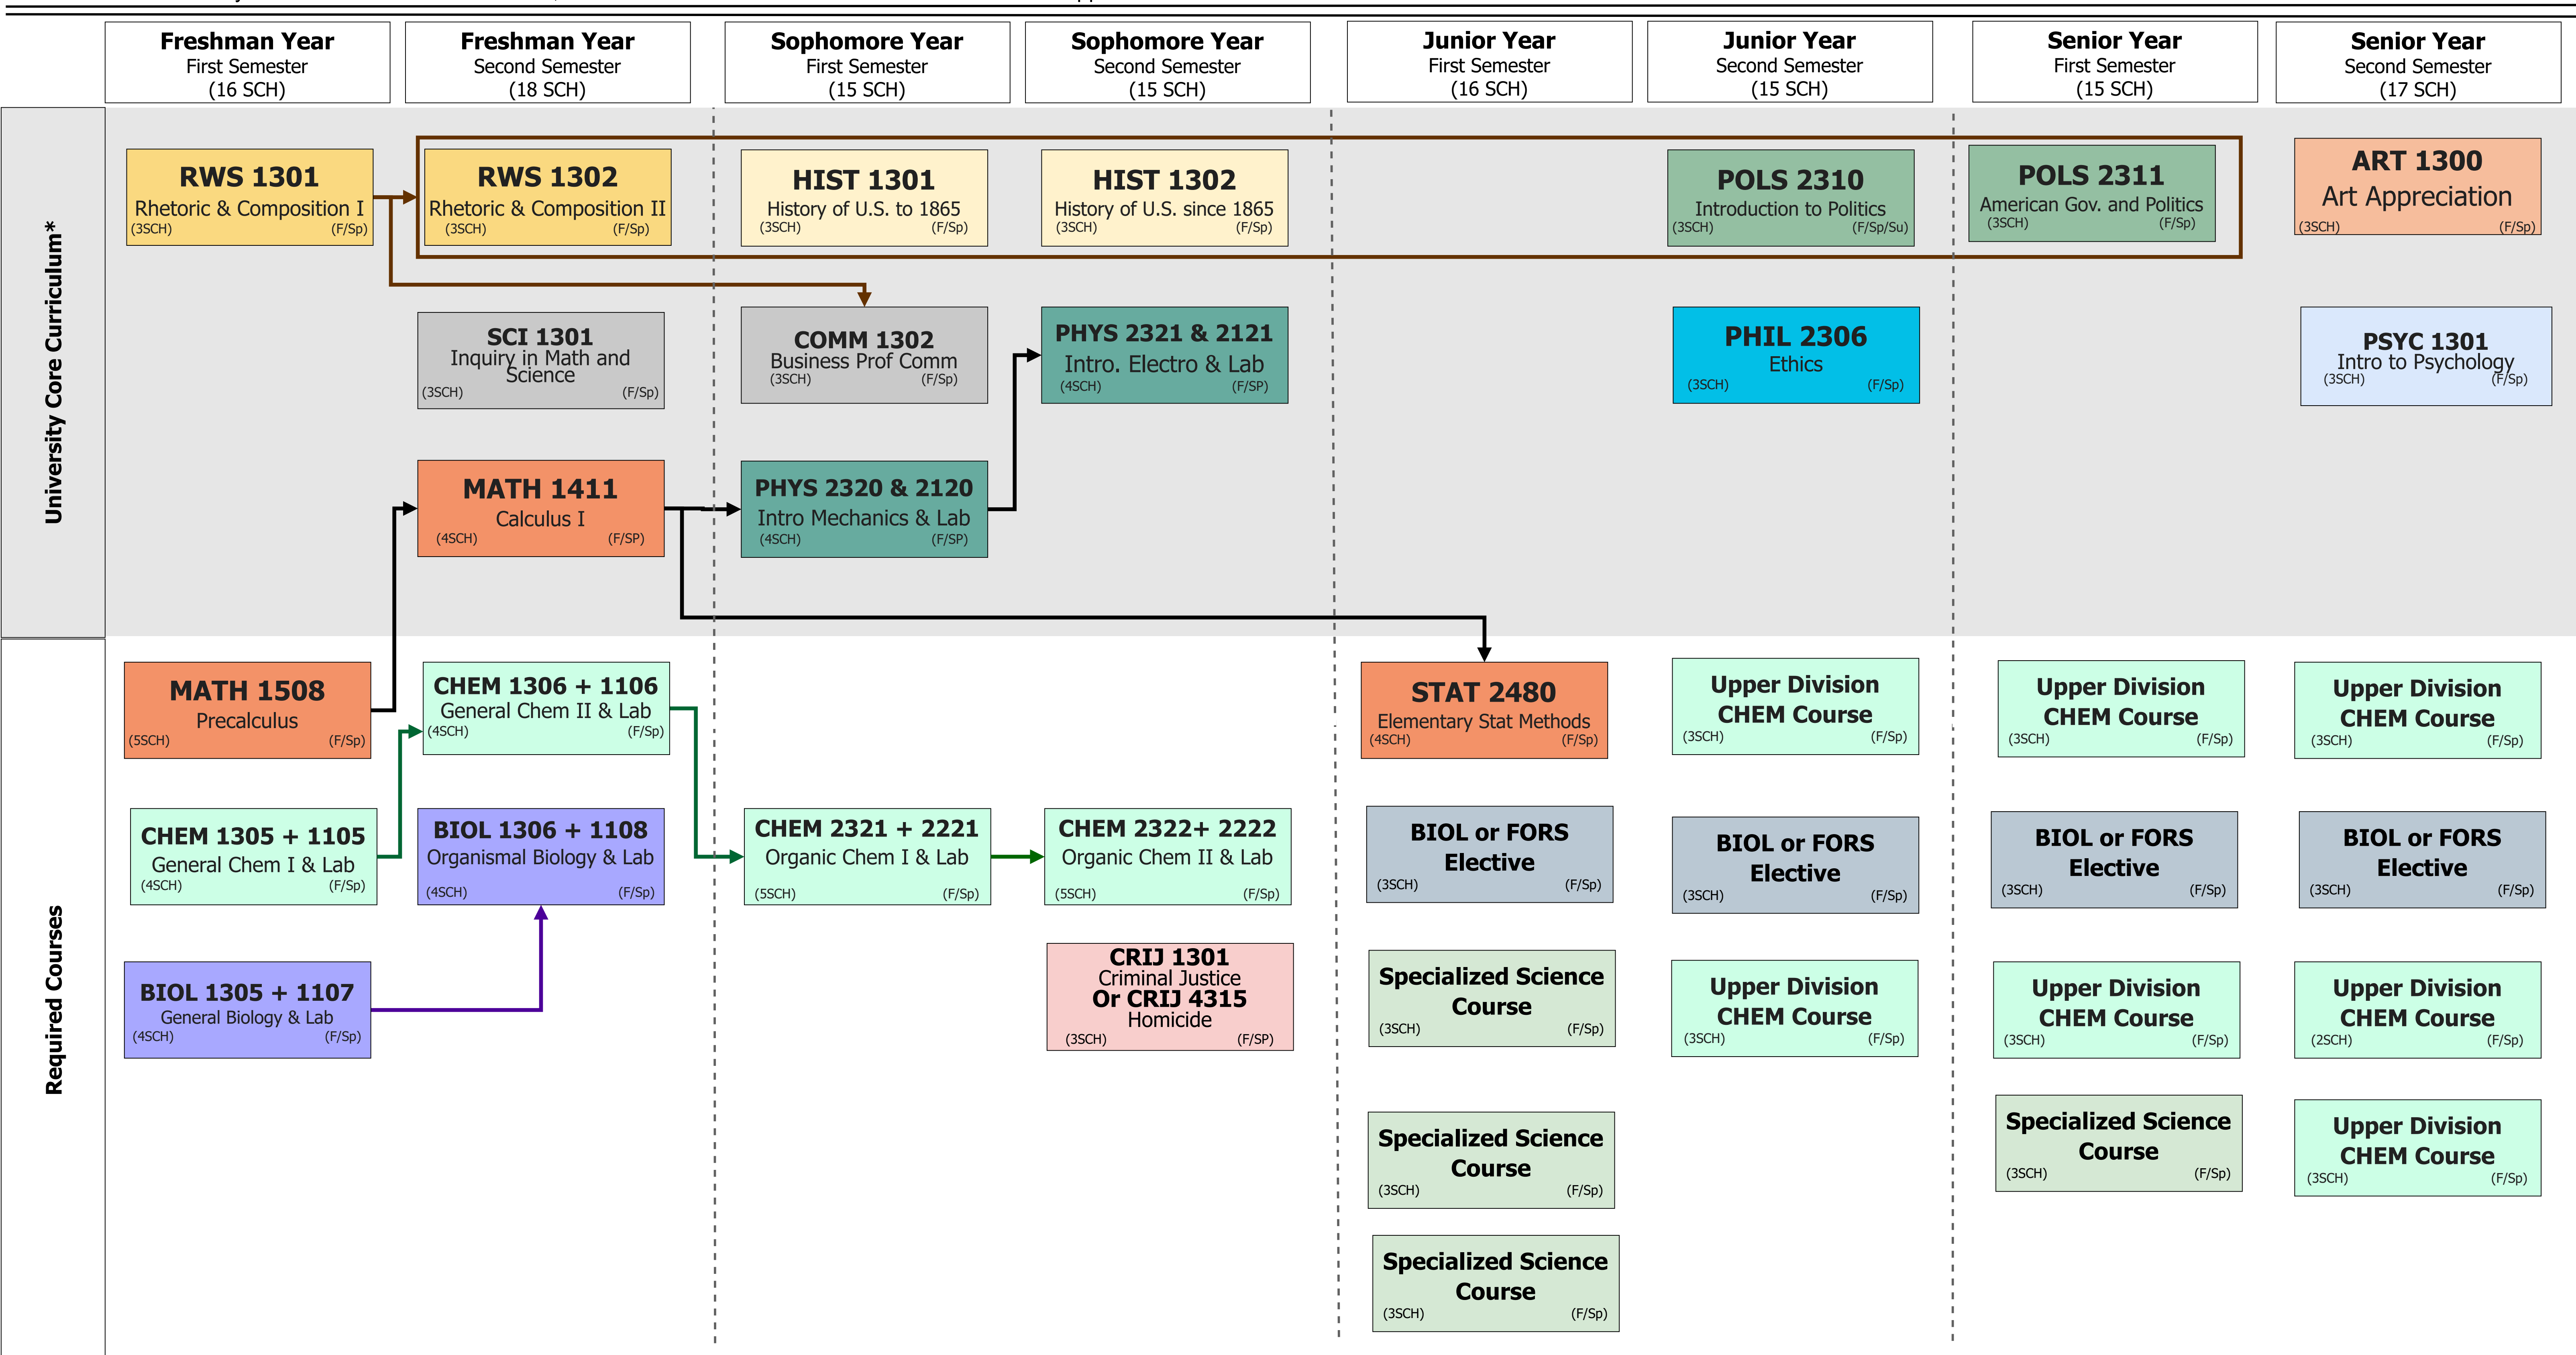 Freshman Year
First Semester
(16 SCH)
Freshman Year
Second Semester
(18 SCH)
Sophomore Year
First Semester
(15 SCH)
Sophomore Year
Second Semester
(15 SCH)
Junior Year
First Semester
(16 SCH)
Junior Year
Second Semester
(15 SCH)
Senior Year
First Semester
(15 SCH)
Senior Year
Second Semester
(17 SCH)
University Core Curriculum*
RWS 1301
Rhetoric & Composition I
(3SCH) (F/Sp)
RWS 1302
Rhetoric & Composition II
(3SCH) (F/Sp)
HIST 1301
History of U.S. to 1865
(3SCH) (F/Sp)
HIST 1302
History of U.S. since 1865
(3SCH) (F/Sp)
POLS 2310
Introduction to Politics
(3SCH) (F/Sp/Su)
POLS 2311
American Gov. and Politics
(3SCH) (F/Sp)
ART 1300
Art Appreciation
(3SCH) (F/Sp)
SCI 1301
Inquiry in Math and
Science
(3SCH) (F/Sp)
COMM 1302
Business Prof Comm
(3SCH) (F/Sp)
PHYS 2321 & 2121
Intro. Electro & Lab
(4SCH) (F/SP)
PHIL 2306
Ethics
(3SCH) (F/Sp)
PSYC 1301
Intro to Psychology
(3SCH) (F/Sp)
MATH 1411
Calculus I
(4SCH) (F/SP)
PHYS 2320 & 2120
Intro Mechanics & Lab
(4SCH) (F/SP)
Required Courses
MATH 1508
Precalculus
(5SCH) (F/Sp)
CHEM 1306 + 1106
General Chem II & Lab
(4SCH) (F/Sp)
STAT 2480
Elementary Stat Methods
(4SCH) (F/Sp)
Upper Division
CHEM Course
(3SCH) (F/Sp)
Upper Division
CHEM Course
(3SCH) (F/Sp)
Upper Division
CHEM Course
(3SCH) (F/Sp)
CHEM 1305 + 1105
General Chem I & Lab
(4SCH) (F/Sp)
BIOL 1306 + 1108
Organismal Biology & Lab
(4SCH) (F/Sp)
CHEM 2321 + 2221
Organic Chem I & Lab
(5SCH) (F/Sp)
CHEM 2322+ 2222
Organic Chem II & Lab
(5SCH) (F/Sp)
BIOL or FORS
Elective
(3SCH) (F/Sp)
BIOL or FORS
Elective
(3SCH) (F/Sp)
BIOL or FORS
Elective
(3SCH) (F/Sp)
BIOL or FORS
Elective
(3SCH) (F/Sp)
BIOL 1305 + 1107
General Biology & Lab
(4SCH) (F/Sp)
CRIJ 1301
Criminal Justice
Or CRIJ 4315
Homicide
(3SCH) (F/SP)
Specialized Science
Course
(3SCH) (F/Sp)
Upper Division
CHEM Course
(3SCH) (F/Sp)
Upper Division
CHEM Course
(3SCH) (F/Sp)
Upper Division
CHEM Course
(2SCH) (F/Sp)
Specialized Science
Course
(3SCH) (F/Sp)
Specialized Science
Course
(3SCH) (F/Sp)
Upper Division
CHEM Course
(3SCH) (F/Sp)
Specialized Science
Course
(3SCH) (F/Sp)